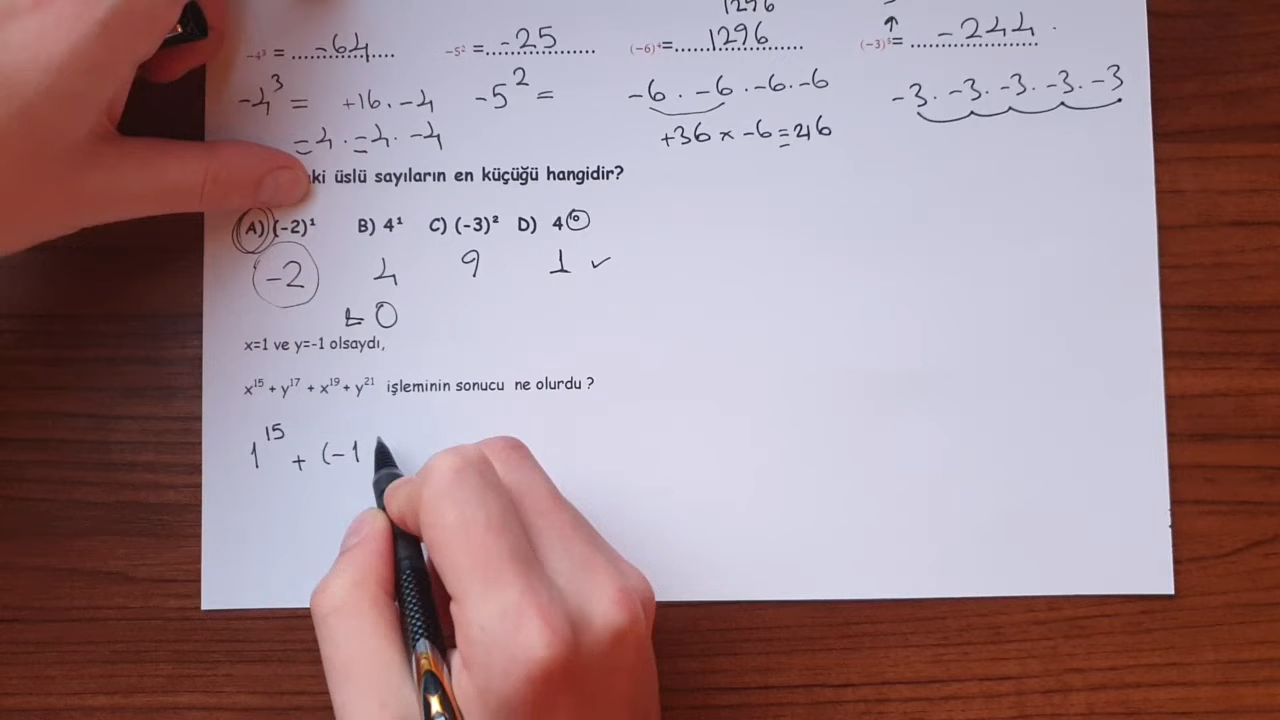 1296
-4³ = ...-64... -5² = ...-25... (-6)⁴=...1296... (-3)⁵= ...-244...
-4³ = +16 . -4 -5² = -6 . -6 . -6 . -6 -3 . -3 . -3 . -3 . -3
-4 . -4 . -4 +36 x -6 = 46
ki üslü sayıların en küçüğü hangidir?
A) (-2)¹ B) 4¹ C) (-3)² D) 4⁰
-2 4 9 1 ✓
0
x=1 ve y=-1 olsaydı,
x¹⁵ + y¹⁷ + x¹⁹ + y²¹ işleminin sonucu ne olurdu ?
1¹⁵ + (-1